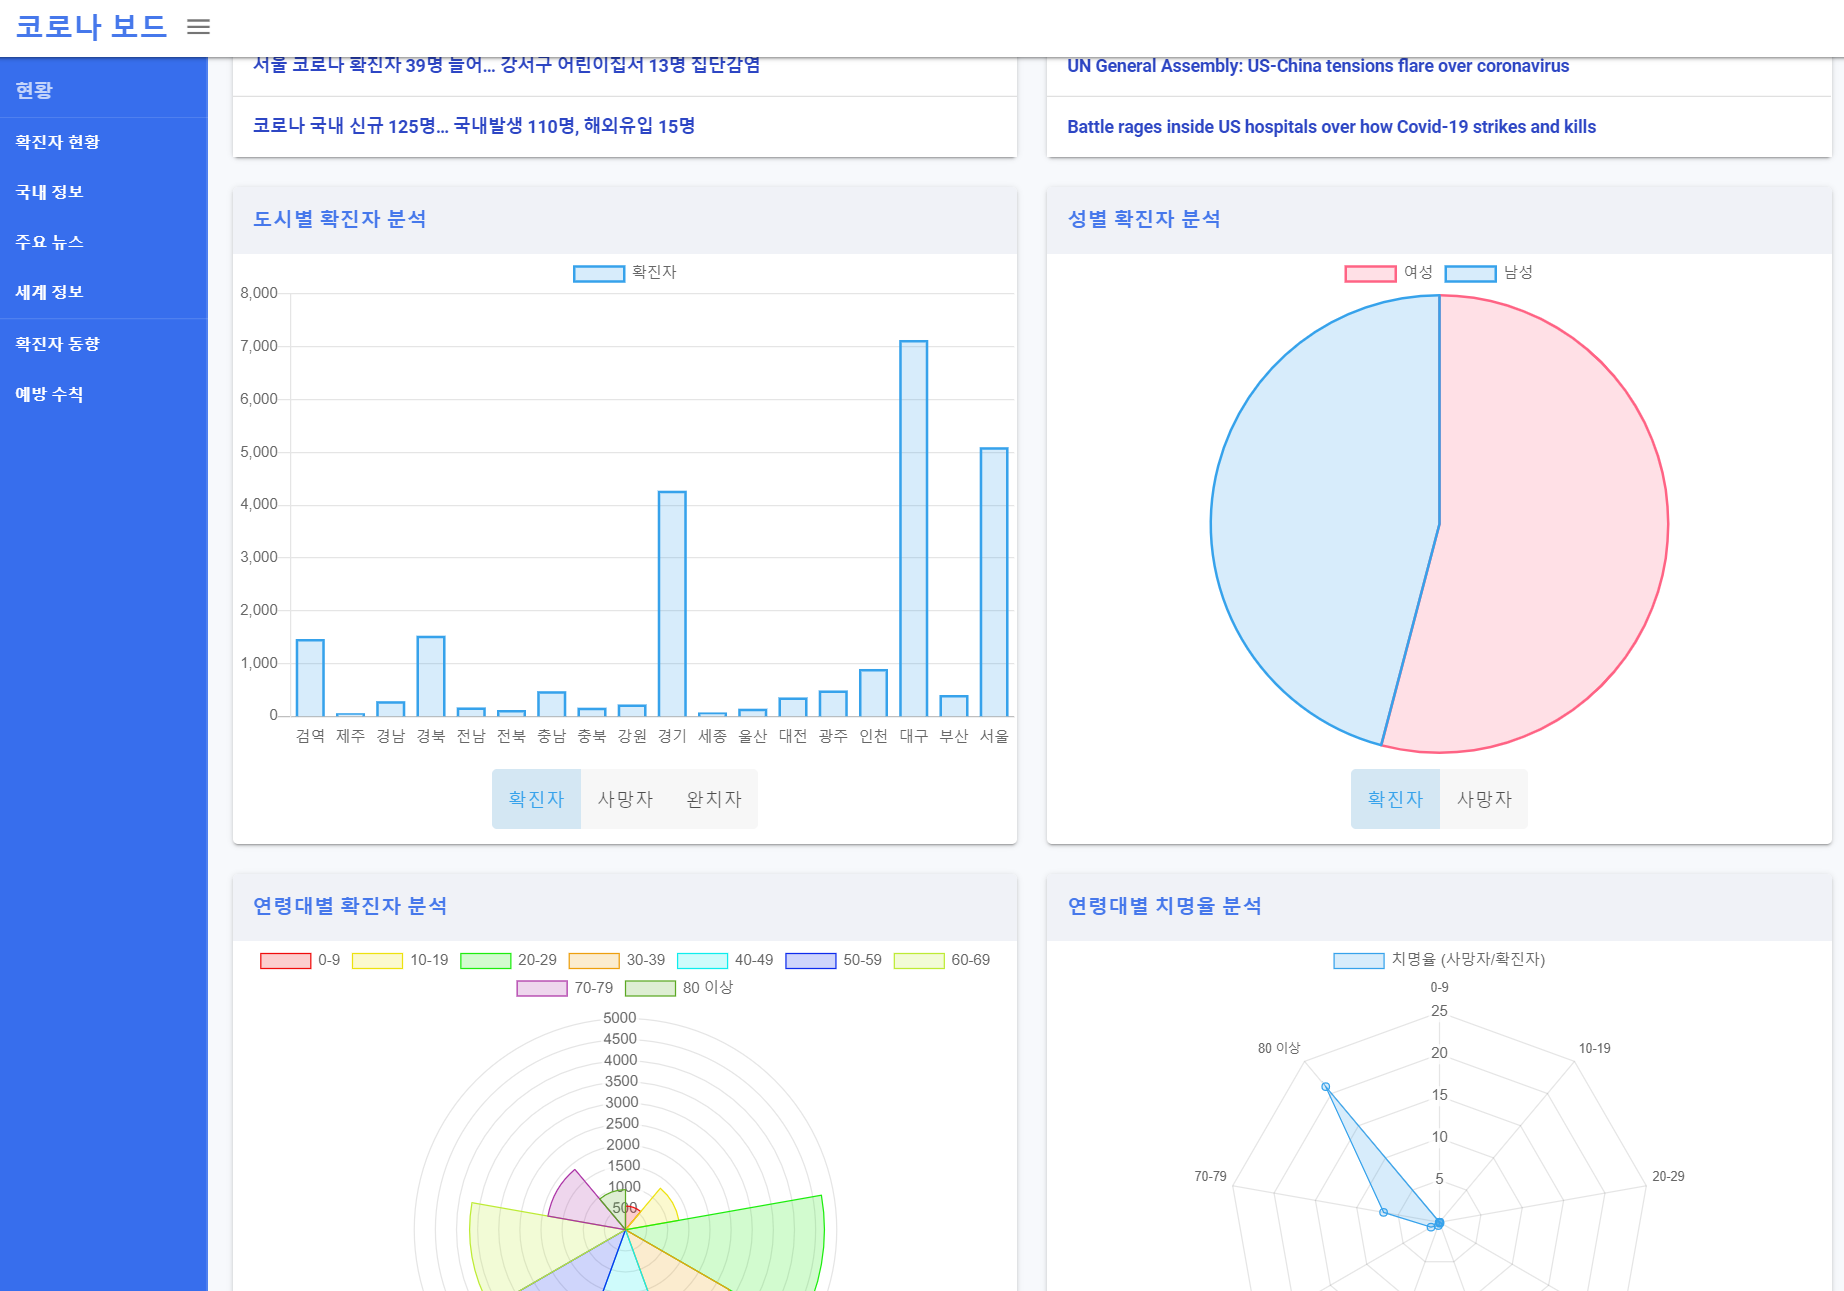 코로나 보드
현황
확진자 현황
국내 정보
주요 뉴스
세계 정보
확진자 동향
예방 수칙
서울 코로나 확진자 39명 늘어... 강서구 어린이집서 13명 집단감염
코로나 국내 신규 125명... 국내발생 110명, 해외유입 15명
UN General Assembly: US-China tensions flare over coronavirus
Battle rages inside US hospitals over how Covid-19 strikes and kills
도시별 확진자 분석
확진자
8,000
7,000
6,000
5,000
4,000
3,000
2,000
1,000
0
검역 제주 경남 경북 전남 전북 충남 충북 강원 경기 세종 울산 대전 광주 인천 대구 부산 서울
확진자 사망자 완치자
성별 확진자 분석
여성 남성
확진자 사망자
연령대별 확진자 분석
0-9 10-19 20-29 30-39 40-49 50-59 60-69
70-79 80 이상
5000
4500
4000
3500
3000
2500
2000
1500
1000
500
연령대별 치명율 분석
치명율 (사망자/확진자)
0-9
25
80 이상 20 10-19
15
10
70-79 5 20-29